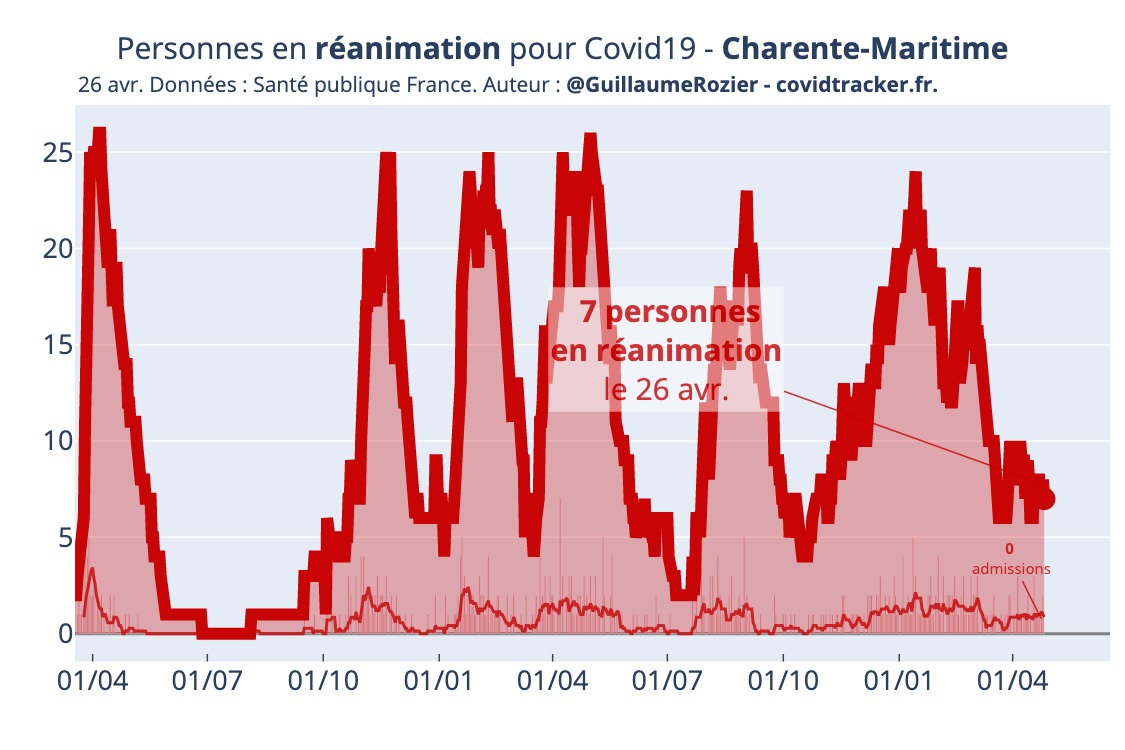 Personnes en réanimation pour Covid19 - Charente-Maritime
26 avr. Données : Santé publique France. Auteur : @GuillaumeRozier - covidtracker.fr.
25
20
15
10
5
0
7 personnes
en réanimation
le 26 avr.
0
admissions
01/04 01/07 01/10 01/01 01/04 01/07 01/10 01/01 01/04